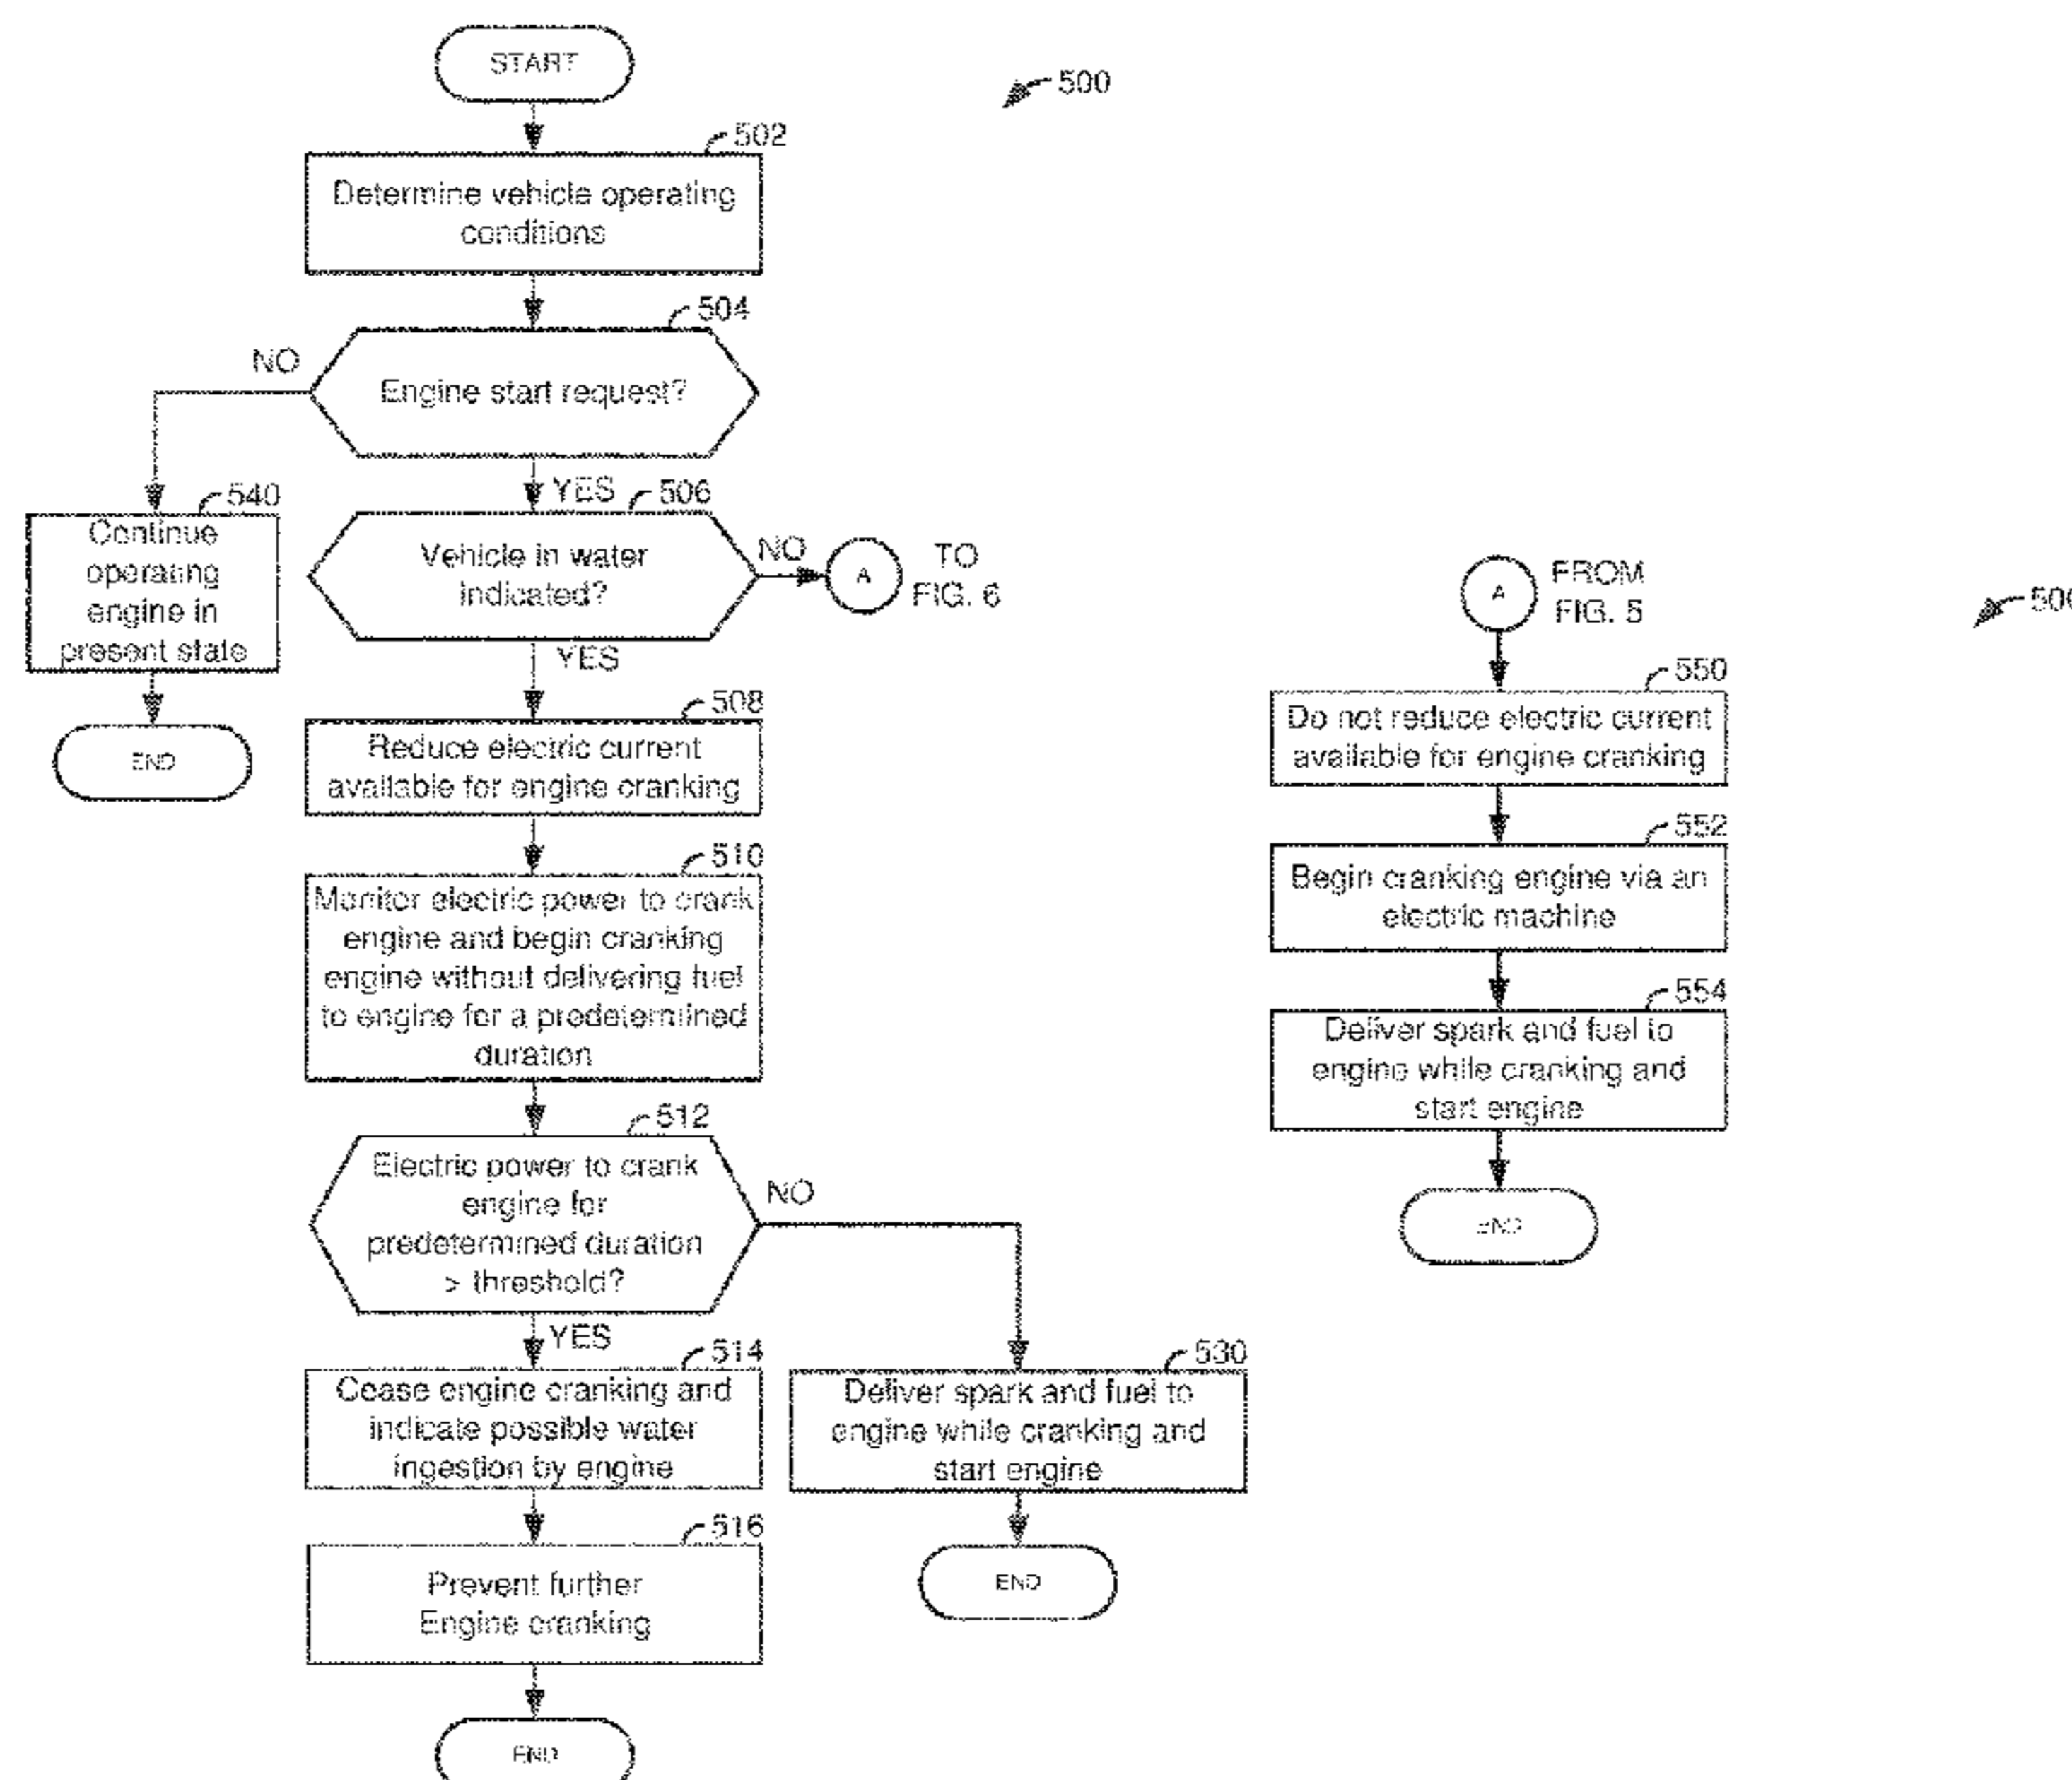 START
500
502
Determine vehicle operating
conditions
504
NO
Engine start request?
YES
506
540
Continue
operating
engine in
present state
END
Vehicle in water
indicated?
NO
A
TO
FIG. 6
YES
508
Reduce electric current
available for engine cranking
510
Monitor electric power to crank
engine and begin cranking
engine without delivering fuel
to engine for a predetermined
duration
512
Electric power to crank
engine for
predetermined duration
> threshold?
NO
YES
514
Cease engine cranking and
indicate possible water
ingestion by engine
516
Prevent further
Engine cranking
END
530
Deliver spark and fuel to
engine while cranking and
start engine
END
A
FROM
FIG. 5
500
550
Do not reduce electric current
available for engine cranking
552
Begin cranking engine via an
electric machine
554
Deliver spark and fuel to
engine while cranking and
start engine
END